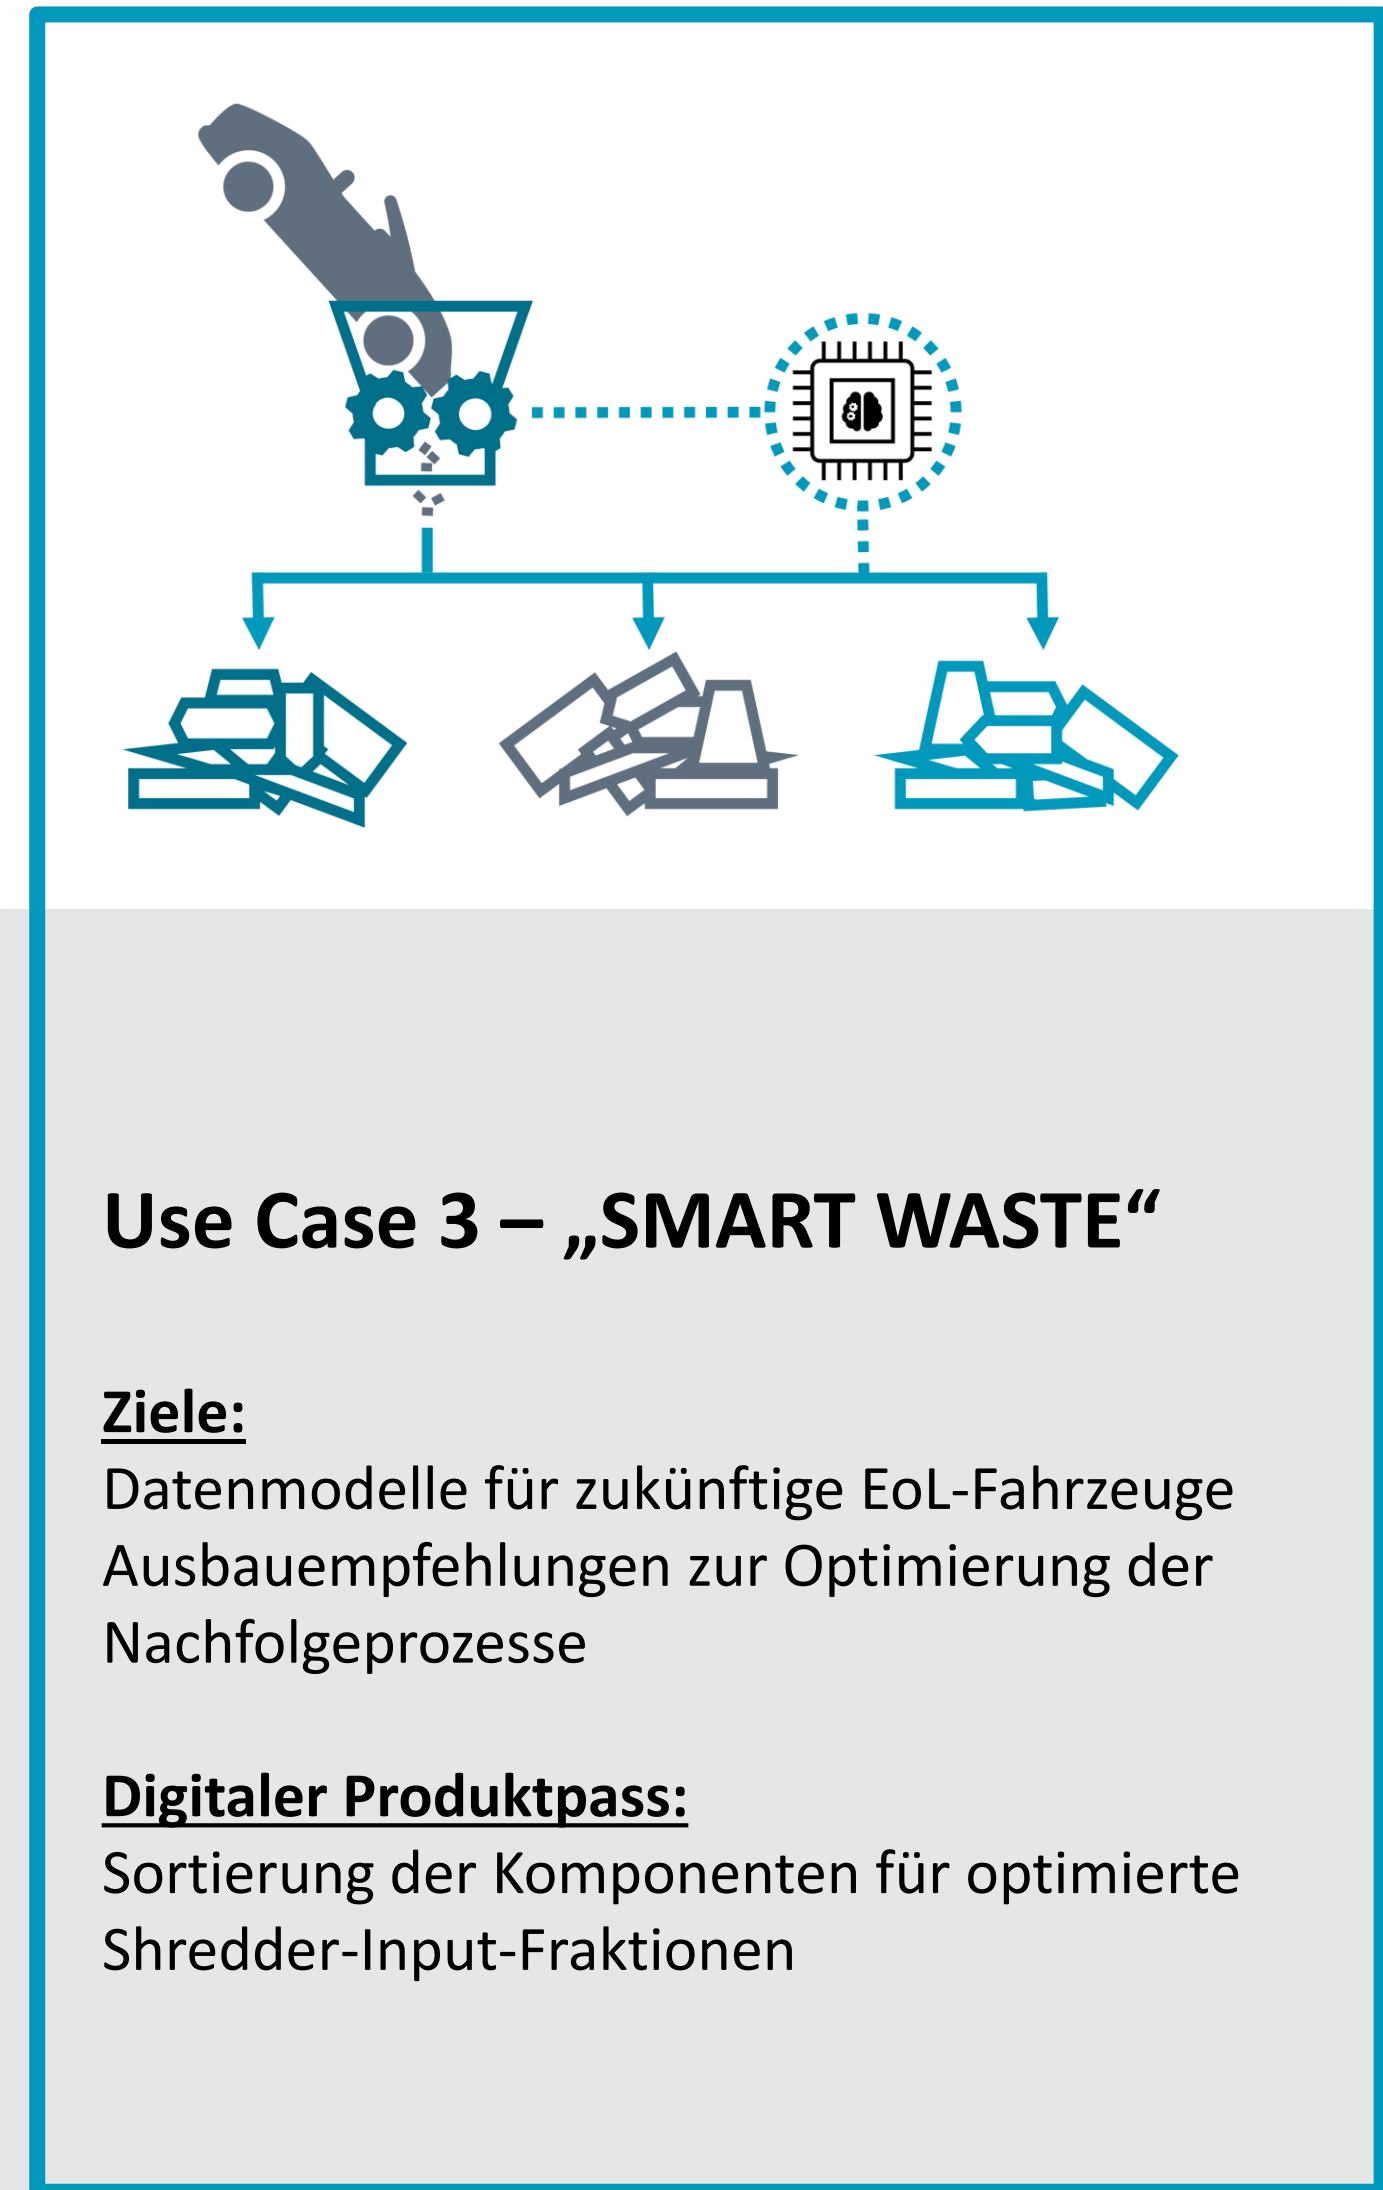 Use Case 3 – „SMART WASTE“
Ziele:
Datenmodelle für zukünftige EoL-Fahrzeuge
Ausbauempfehlungen zur Optimierung der
Nachfolgeprozesse
Digitaler Produktpass:
Sortierung der Komponenten für optimierte
Shredder-Input-Fraktionen